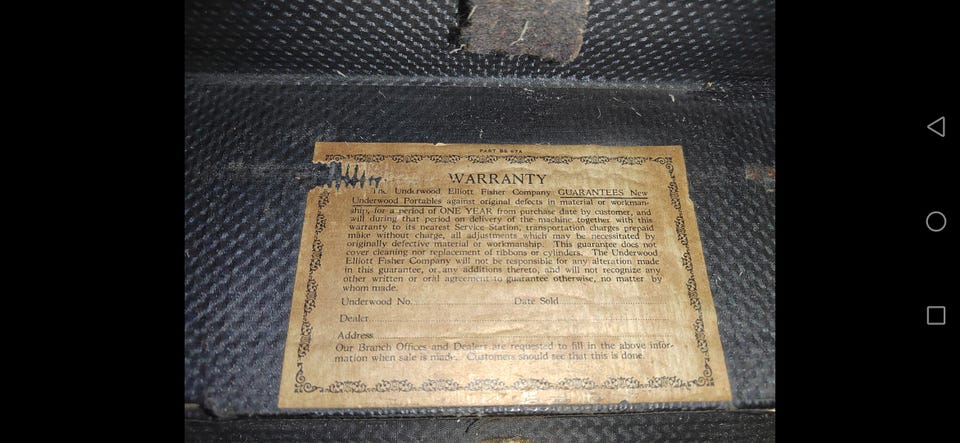 WARRANTY
The Underwood Elliott Fisher Company GUARANTEES New
Underwood Portables against original defects in material or workman-
ship, for a period of ONE YEAR from purchase date by customer, and
will during that period on delivery of the machine together with this
warranty to its nearest Service Station, transportation charges prepaid
make without charge, all adjustments which may be necessitated by
originally defective material or workmanship. This guarantee does not
cover cleaning nor replacement of ribbons or cylinders. The Underwood
Elliott Fisher Company will not be responsible for any alteration made
in this guarantee, or any additions thereto, and will not recognize any
other written or oral agreement to guarantee otherwise, no matter by
whom made.
Underwood No. Date Sold
Dealer
Address
Our Branch Offices and Dealers are requested to fill in the above infor-
mation when sale is made. Customers should see that this is done.